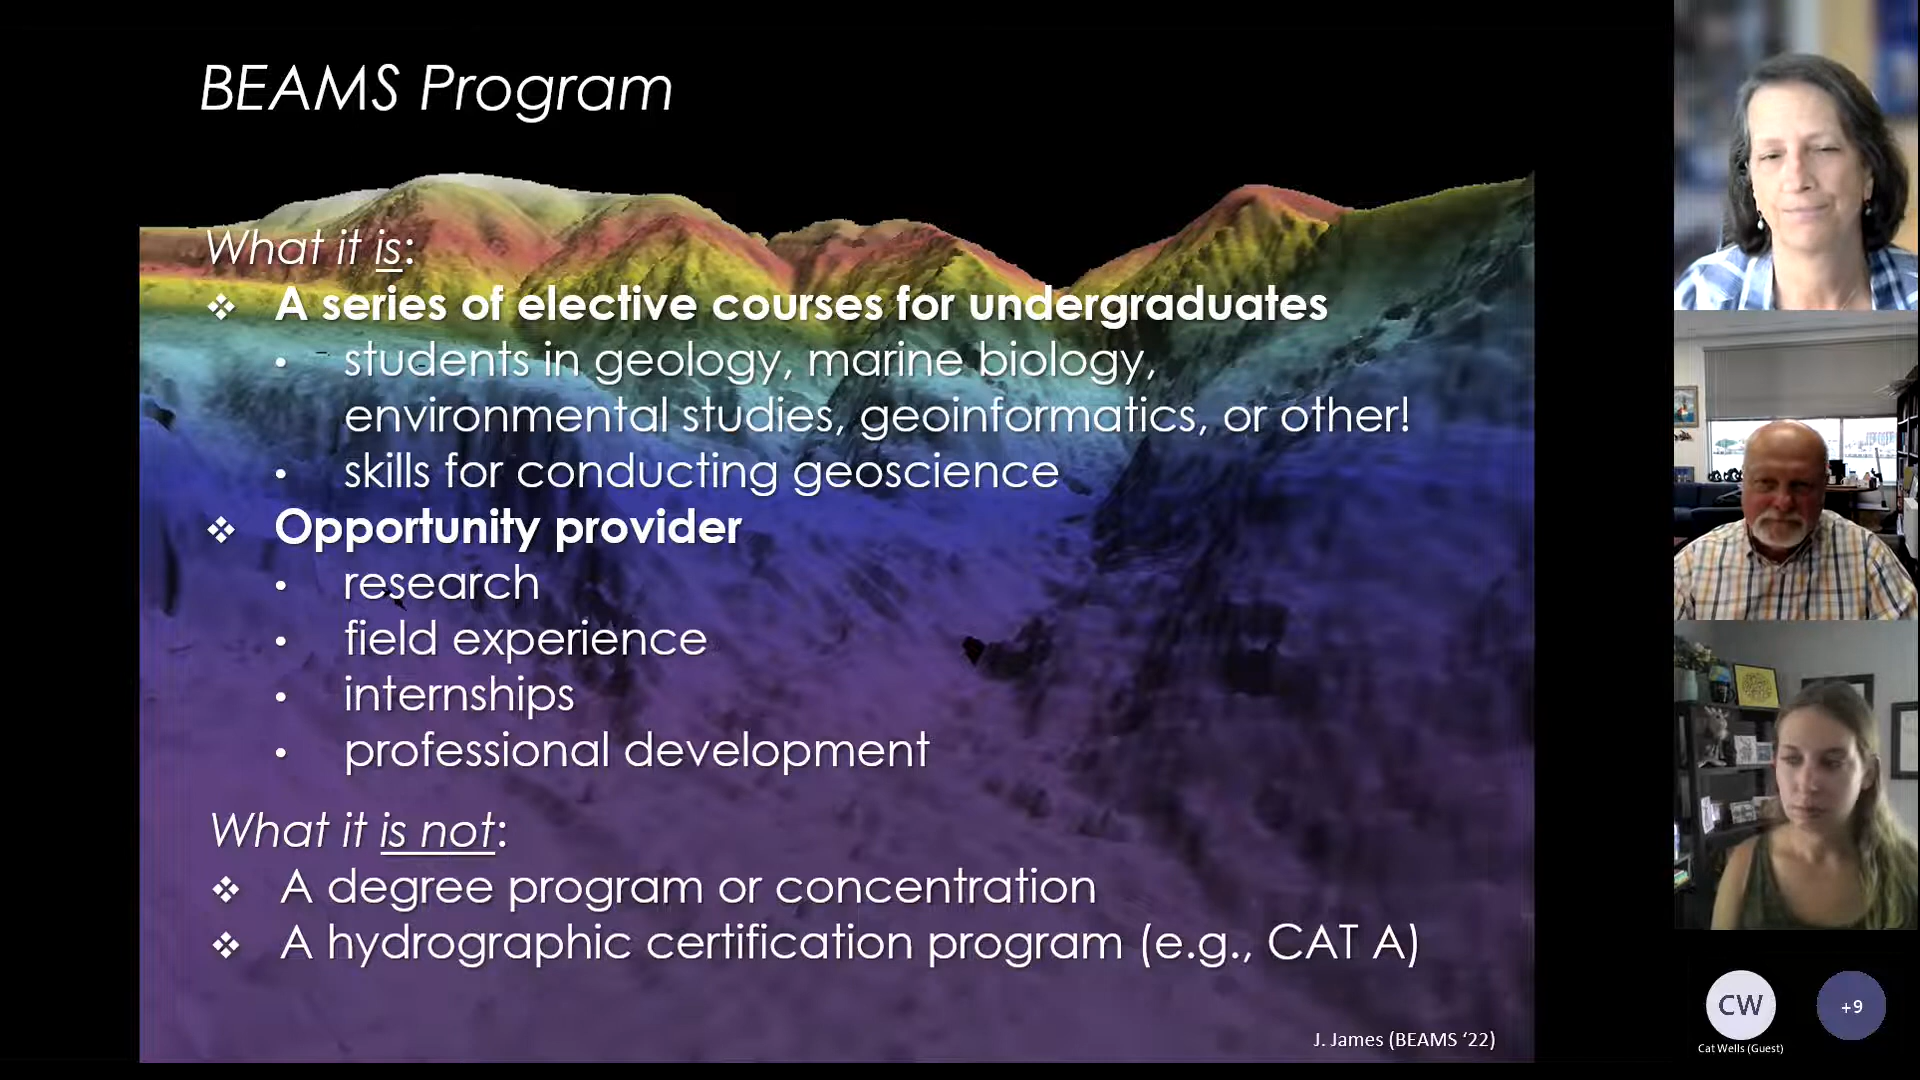 BEAMS Program
What it is:
❖ A series of elective courses for undergraduates
• students in geology, marine biology,
environmental studies, geoinformatics, or other!
• skills for conducting geoscience
❖ Opportunity provider
• research
• field experience
• internships
• professional development
What it is not:
❖ A degree program or concentration
❖ A hydrographic certification program (e.g., CAT A)
J. James (BEAMS ‘22)
CW
+9
Cat Wells (Guest)